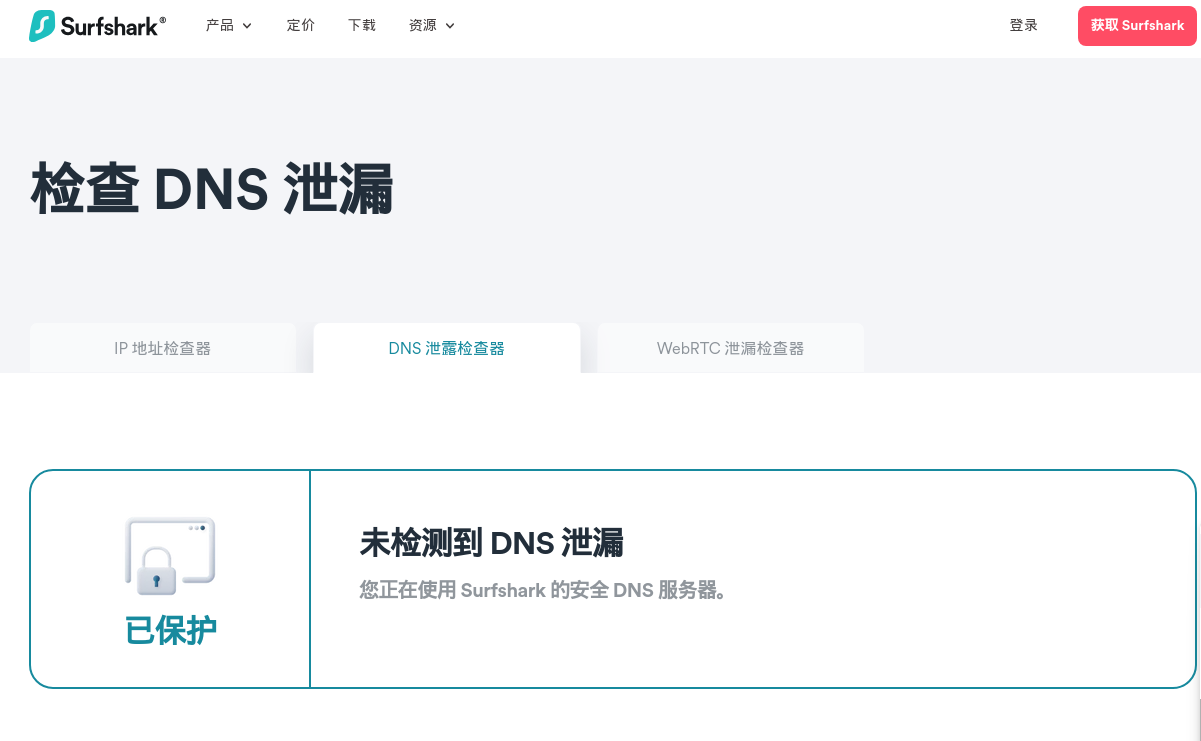 Surfshark® 产品 定价 下载 资源 登录 获取 Surfshark
检查 DNS 泄漏
IP 地址检查器 DNS 泄露检查器 WebRTC 泄漏检查器
未检测到 DNS 泄漏
您正在使用 Surfshark 的安全 DNS 服务器。
已保护